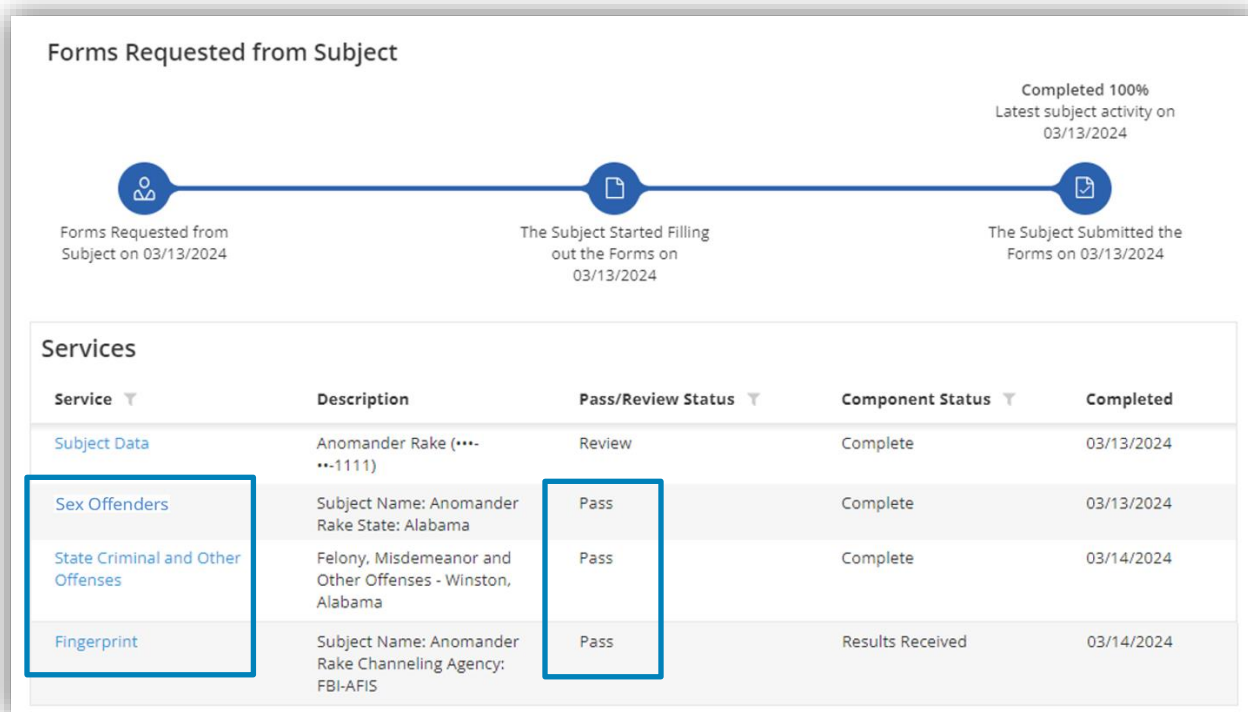 Forms Requested from Subject
Completed 100%
Latest subject activity on
03/13/2024
Forms Requested from
Subject on 03/13/2024
The Subject Started Filling
out the Forms on
03/13/2024
The Subject Submitted the
Forms on 03/13/2024
Services
Service Description Pass/Review Status Component Status Completed
Subject Data Anomander Rake (•••- Review Complete 03/13/2024
••-1111)
Sex Offenders Subject Name: Anomander Pass Complete 03/13/2024
Rake State: Alabama
State Criminal and Other Felony, Misdemeanor and Pass Complete 03/14/2024
Offenses Other Offenses - Winston,
Alabama
Fingerprint Subject Name: Anomander Pass Results Received 03/14/2024
Rake Channeling Agency:
FBI-AFIS